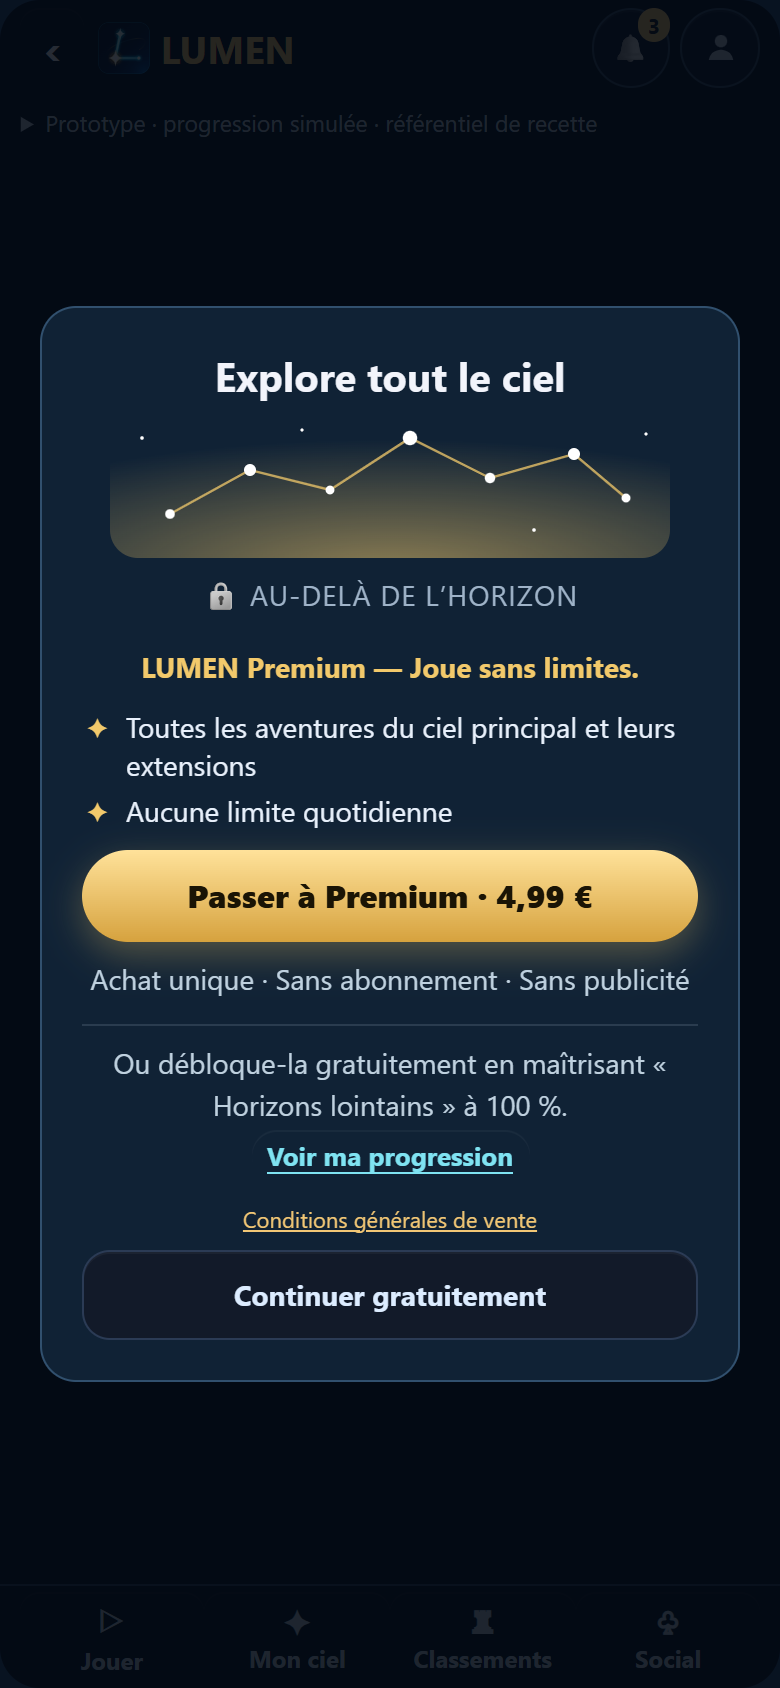 LUMEN
3
Prototype · progression simulée · référentiel de recette
Explore tout le ciel
AU-DELÀ DE L’HORIZON
LUMEN Premium — Joue sans limites.
Toutes les aventures du ciel principal et leurs
extensions
Aucune limite quotidienne
Passer à Premium · 4,99 €
Achat unique · Sans abonnement · Sans publicité
Ou débloque-la gratuitement en maîtrisant «
Horizons lointains » à 100 %.
Voir ma progression
Conditions générales de vente
Continuer gratuitement
Jouer
Mon ciel
Classements
Social